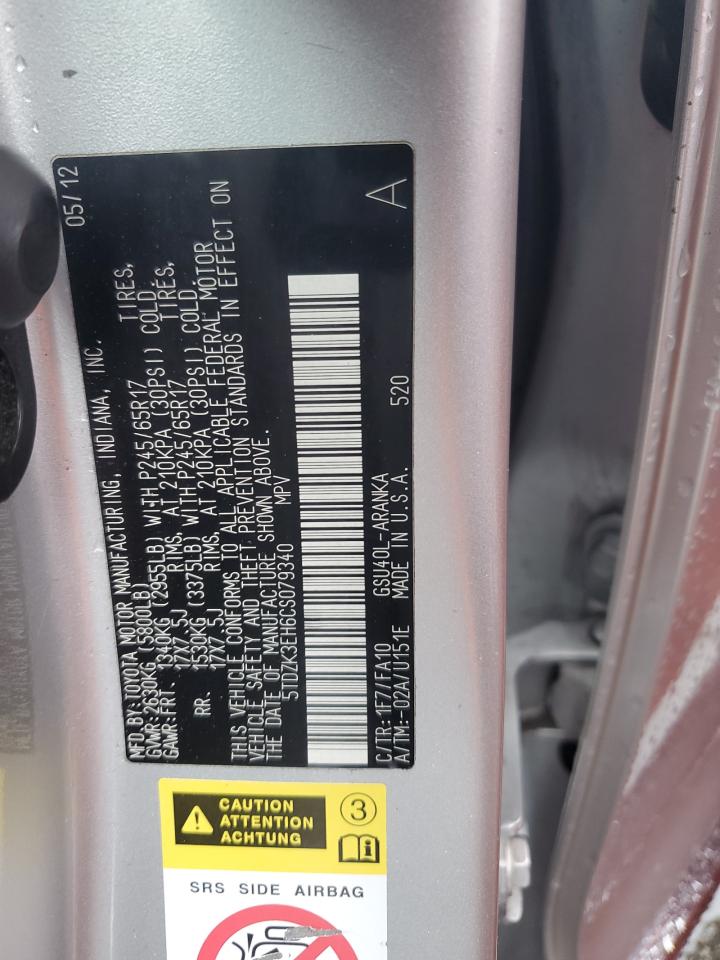 MFD.BY:TOYOTA MOTOR MANUFACTURING, INDIANA, INC. 05/12
GVWR:2630KG (5800LB)
GAWR:FRT 1340KG (2955LB) WITH P245/65R17 TIRES,
17X7.5J RIMS, AT 210KPA (30PSI) COLD.
RR. 1530KG (3375LB) WITH P245/65R17 TIRES,
17X7.5J RIMS, AT 210KPA (30PSI) COLD.
THIS VEHICLE CONFORMS TO ALL APPLICABLE FEDERAL MOTOR
VEHICLE SAFETY AND THEFT PREVENTION STANDARDS IN EFFECT ON
THE DATE OF MANUFACTURE SHOWN ABOVE.
5TDZK3EH6CS079340 MPV
C/TR:1F7/FA10 GSU40L-ARANKA 520 A
A/TM:-02A/U151E MADE IN U.S.A.
CAUTION
ATTENTION
ACHTUNG
3
SRS SIDE AIRBAG